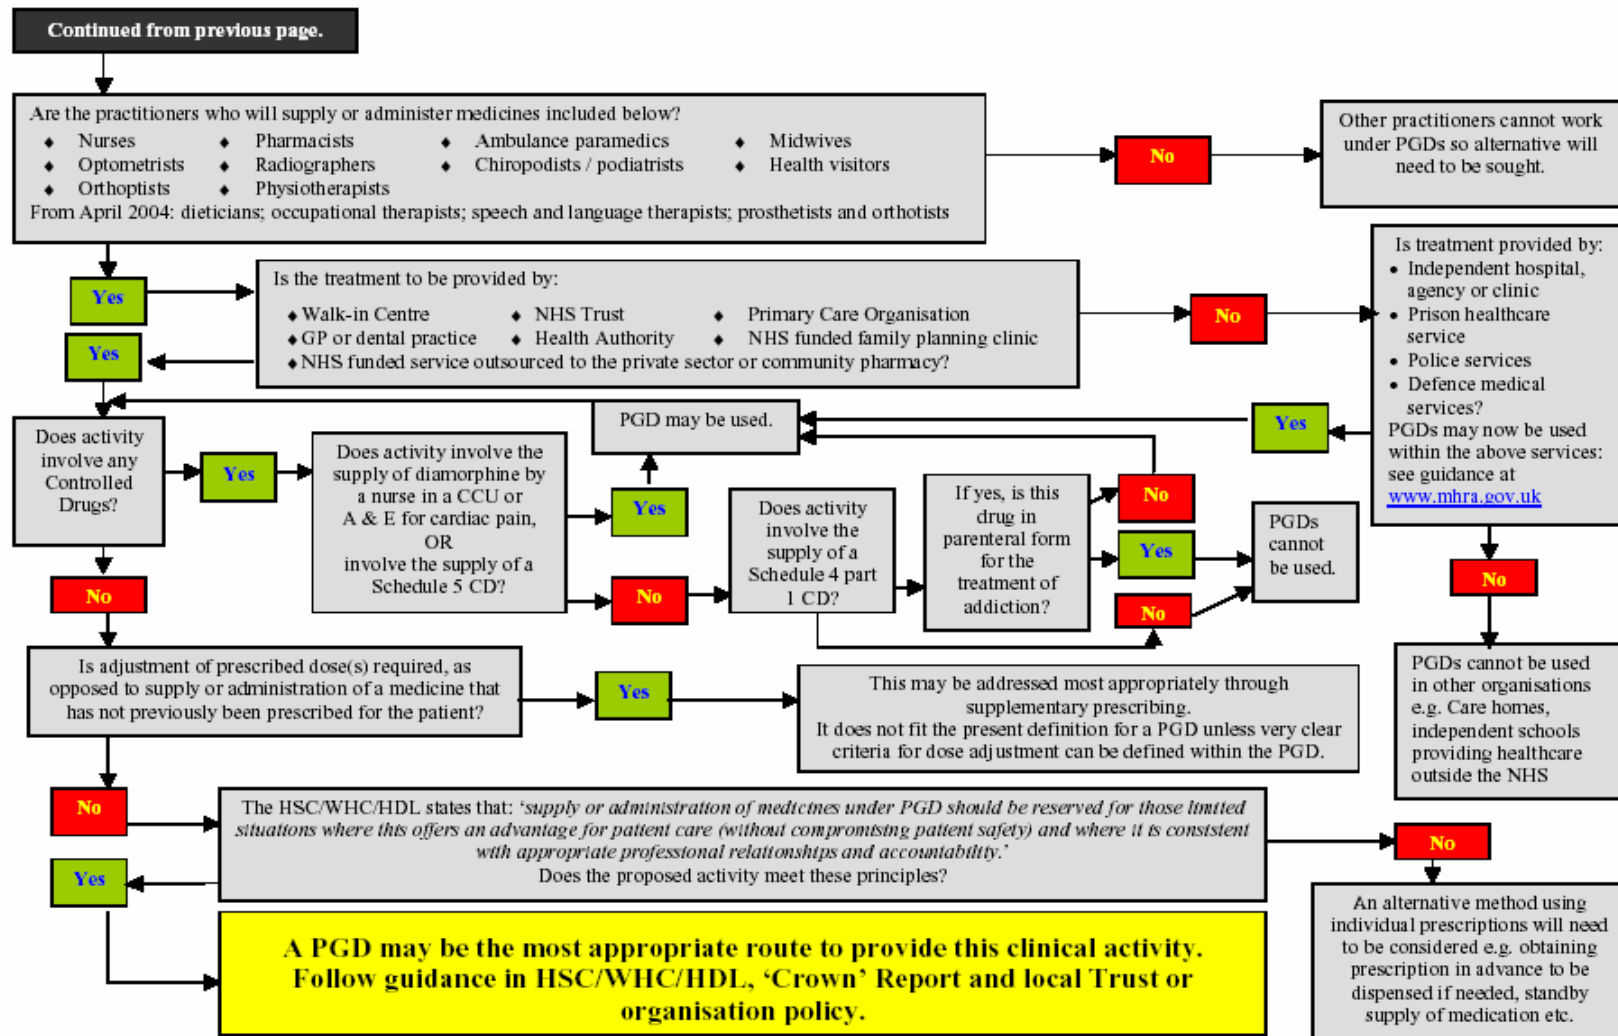 Continued from previous page.
Are the practitioners who will supply or administer medicines included below?
♦ Nurses ♦ Pharmacists ♦ Ambulance paramedics ♦ Midwives
♦ Optometrists ♦ Radiographers ♦ Chiropodists / podiatrists ♦ Health visitors
♦ Orthoptists ♦ Physiotherapists
From April 2004: dieticians; occupational therapists; speech and language therapists; prosthetists and orthotists
No
Other practitioners cannot work
under PGDs so alternative will
need to be sought.
Yes
Is the treatment to be provided by:
♦ Walk-in Centre ♦ NHS Trust ♦ Primary Care Organisation
♦ GP or dental practice ♦ Health Authority ♦ NHS funded family planning clinic
♦ NHS funded service outsourced to the private sector or community pharmacy?
No
Is treatment provided by:
• Independent hospital,
agency or clinic
• Prison healthcare
service
• Police services
• Defence medical
services?
PGDs may now be used
within the above services:
see guidance at
www.mhra.gov.uk
Yes
Yes
PGD may be used.
Does activity
involve any
Controlled
Drugs?
Yes
Does activity involve the
supply of diamorphine by
a nurse in a CCU or
A & E for cardiac pain,
OR
involve the supply of a
Schedule 5 CD?
Yes
No
Does activity
involve the
supply of a
Schedule 4 part
1 CD?
If yes, is this
drug in
parenteral form
for the
treatment of
addiction?
No
Yes
No
PGDs
cannot
be used.
No
PGDs cannot be used
in other organisations
e.g. Care homes,
independent schools
providing healthcare
outside the NHS
No
Is adjustment of prescribed dose(s) required, as
opposed to supply or administration of a medicine that
has not previously been prescribed for the patient?
Yes
This may be addressed most appropriately through
supplementary prescribing.
It does not fit the present definition for a PGD unless very clear
criteria for dose adjustment can be defined within the PGD.
No
The HSC/WHC/HDL states that: ‘supply or administration of medicines under PGD should be reserved for those limited
situations where this offers an advantage for patient care (without compromising patient safety) and where it is consistent
with appropriate professional relationships and accountability.’
Does the proposed activity meet these principles?
No
An alternative method using
individual prescriptions will need
to be considered e.g. obtaining
prescription in advance to be
dispensed if needed, standby
supply of medication etc.
Yes
A PGD may be the most appropriate route to provide this clinical activity.
Follow guidance in HSC/WHC/HDL, ‘Crown’ Report and local Trust or
organisation policy.